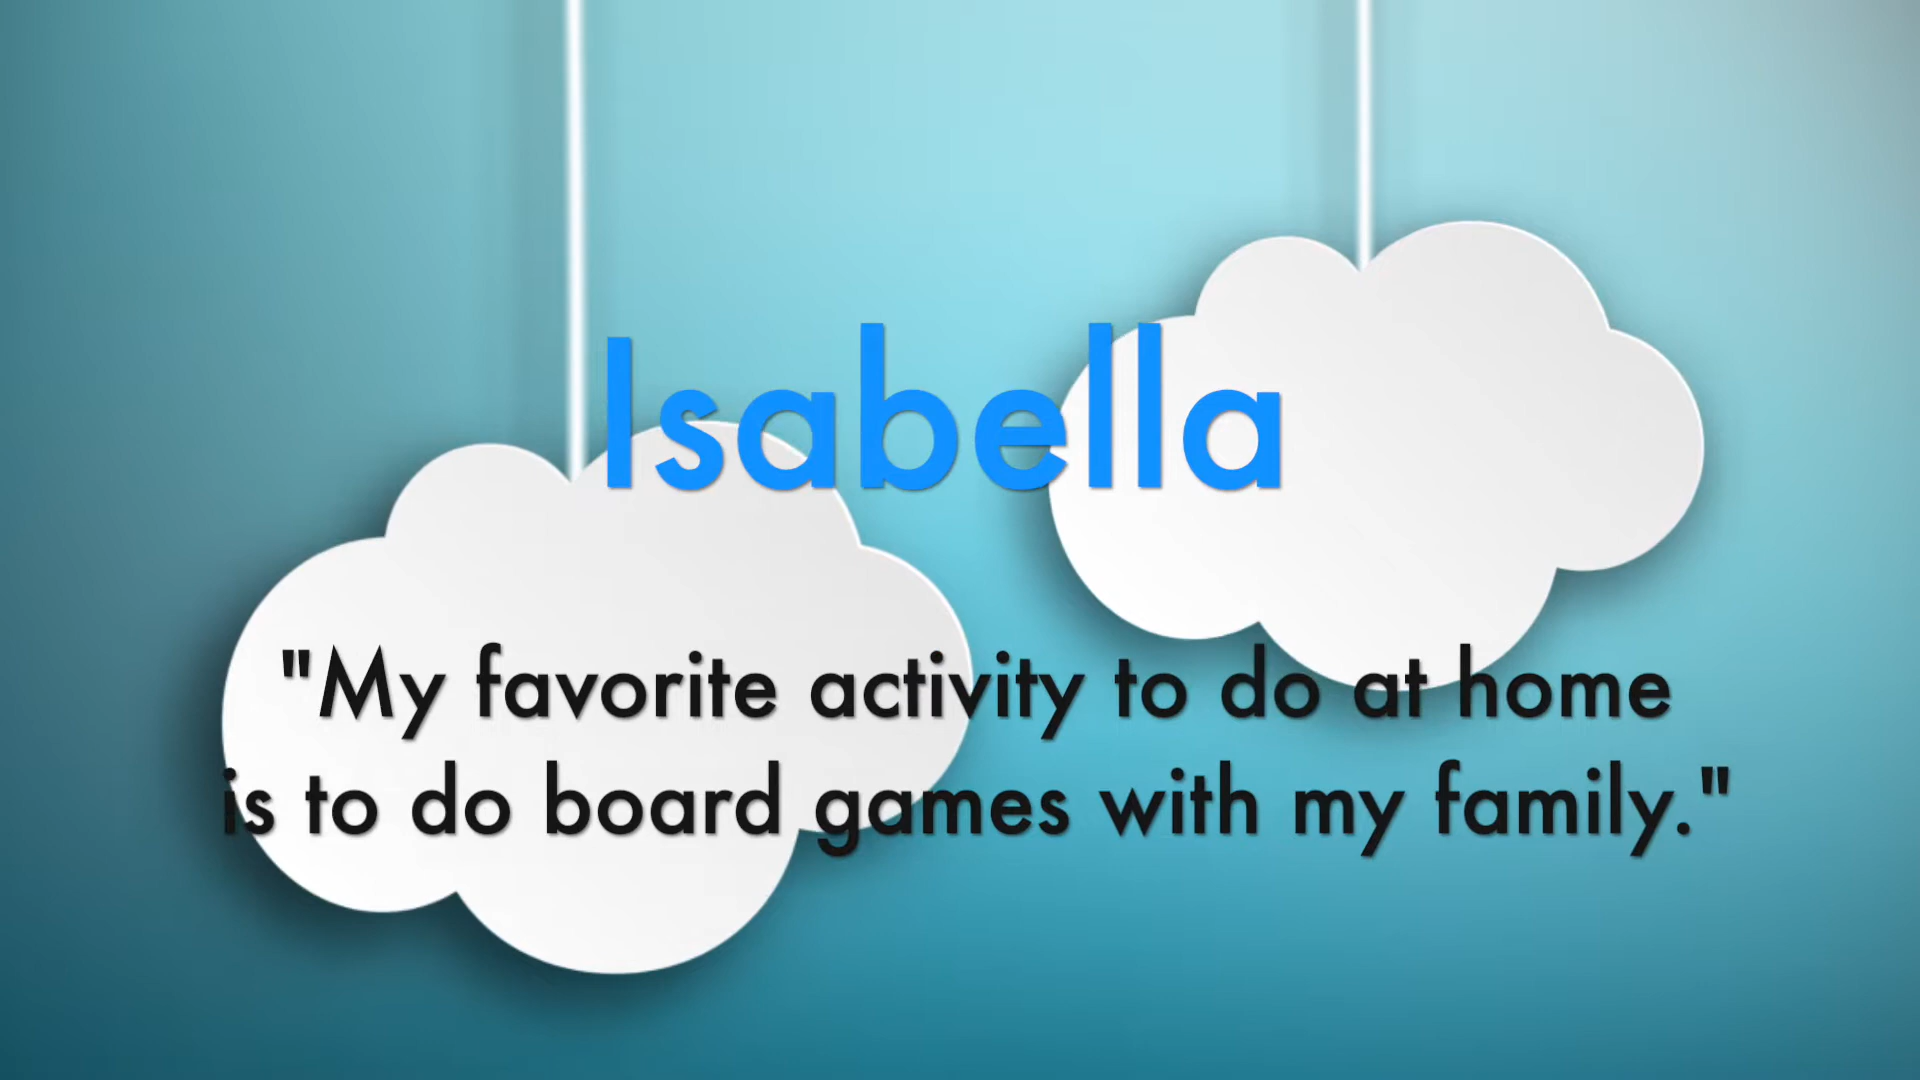 Isabella
"My favorite activity to do at home
is to do board games with my family."